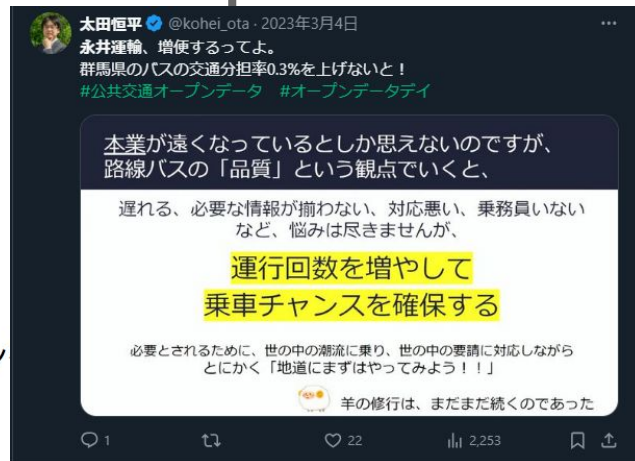 太田恒平 @kohei_ota · 2023年3月4日
永井運輸、増便するってよ。
群馬県のバスの交通分担率0.3%を上げないと！
#公共交通オープンデータ #オープンデータデイ
本業が遠くなっているとしか思えないのですが、
路線バスの「品質」という観点でいくと、
遅れる、必要な情報が揃わない、対応悪い、乗務員いない
など、悩みは尽きませんが、
運行回数を増やして
乗車チャンスを確保する
必要とされるために、世の中の潮流に乗り、世の中の要請に対応しながら
とにかく「地道にまずはやってみよう！！」
羊の修行は、まだまだ続くのであった
1 22 2,253